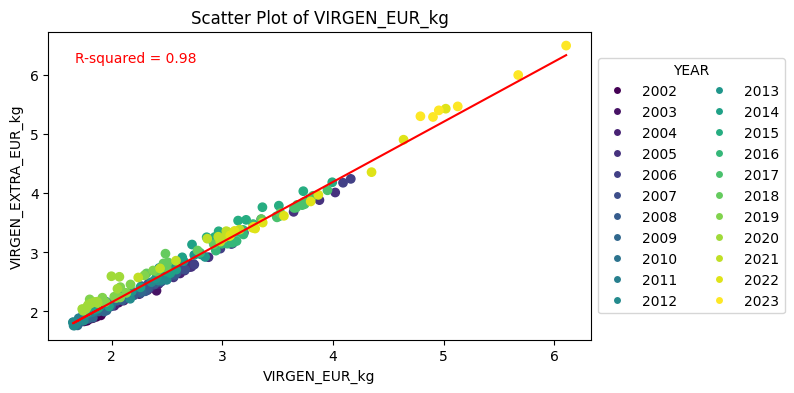 Scatter Plot of VIRGEN_EUR_kg
R-squared = 0.98
VIRGEN_EXTRA_EUR_kg
6
5
4
3
2
2 3 4 5 6
VIRGEN_EUR_kg
YEAR
2002 2013
2003 2014
2004 2015
2005 2016
2006 2017
2007 2018
2008 2019
2009 2020
2010 2021
2011 2022
2012 2023